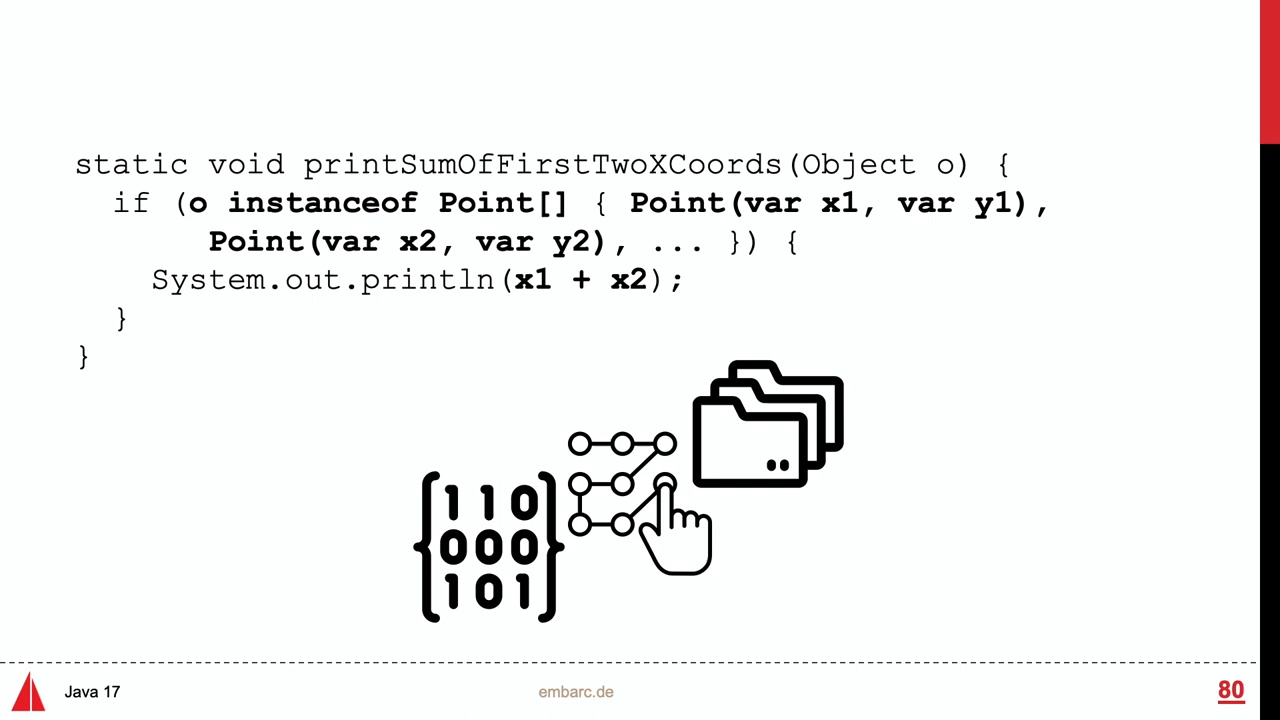 static void printSumOfFirstTwoXCoords(Object o) {
if (o instanceof Point[] { Point(var x1, var y1),
Point(var x2, var y2), ... }) {
System.out.println(x1 + x2);
}
}
{110
000
101}
Java 17
embarc.de
80